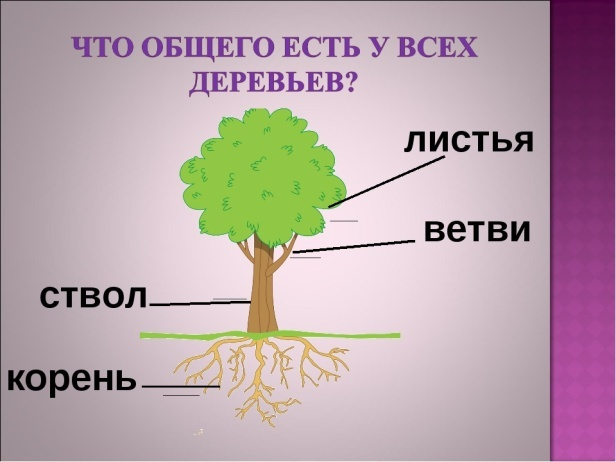 ЧТО ОБЩЕГО ЕСТЬ У ВСЕХ
ДЕРЕВЬЕВ?
листья
ветви
ствол
корень